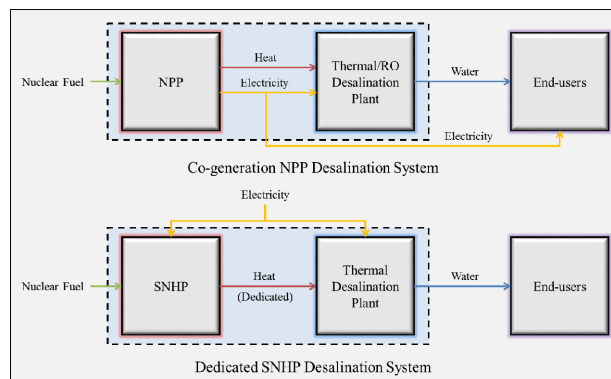 Nuclear Fuel
NPP
Heat
Electricity
Thermal/RO
Desalination
Plant
Water
End-users
Electricity
Co-generation NPP Desalination System
Electricity
Nuclear Fuel
SNHP
Heat
(Dedicated)
Thermal
Desalination
Plant
Water
End-users
Dedicated SNHP Desalination System